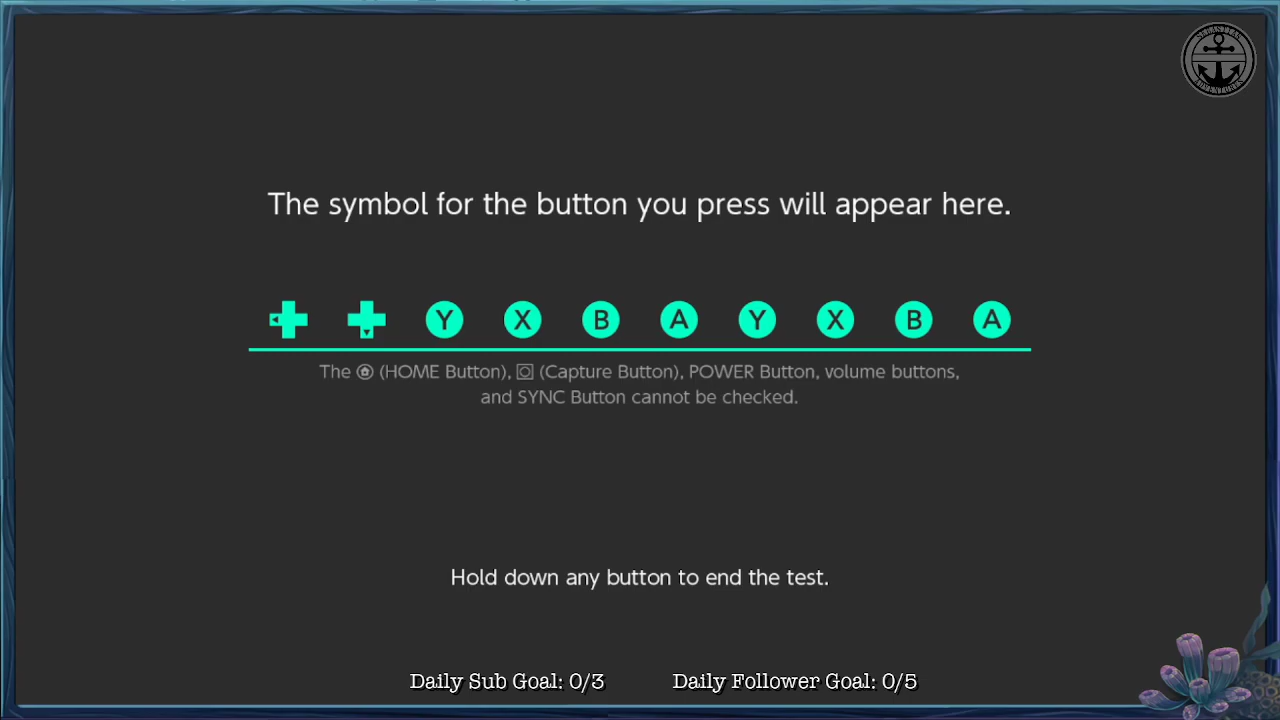 The symbol for the button you press will appear here.
Y X B A Y X B A
The (HOME Button), (Capture Button), POWER Button, volume buttons,
and SYNC Button cannot be checked.
Hold down any button to end the test.
Daily Sub Goal: 0/3 Daily Follower Goal: 0/5